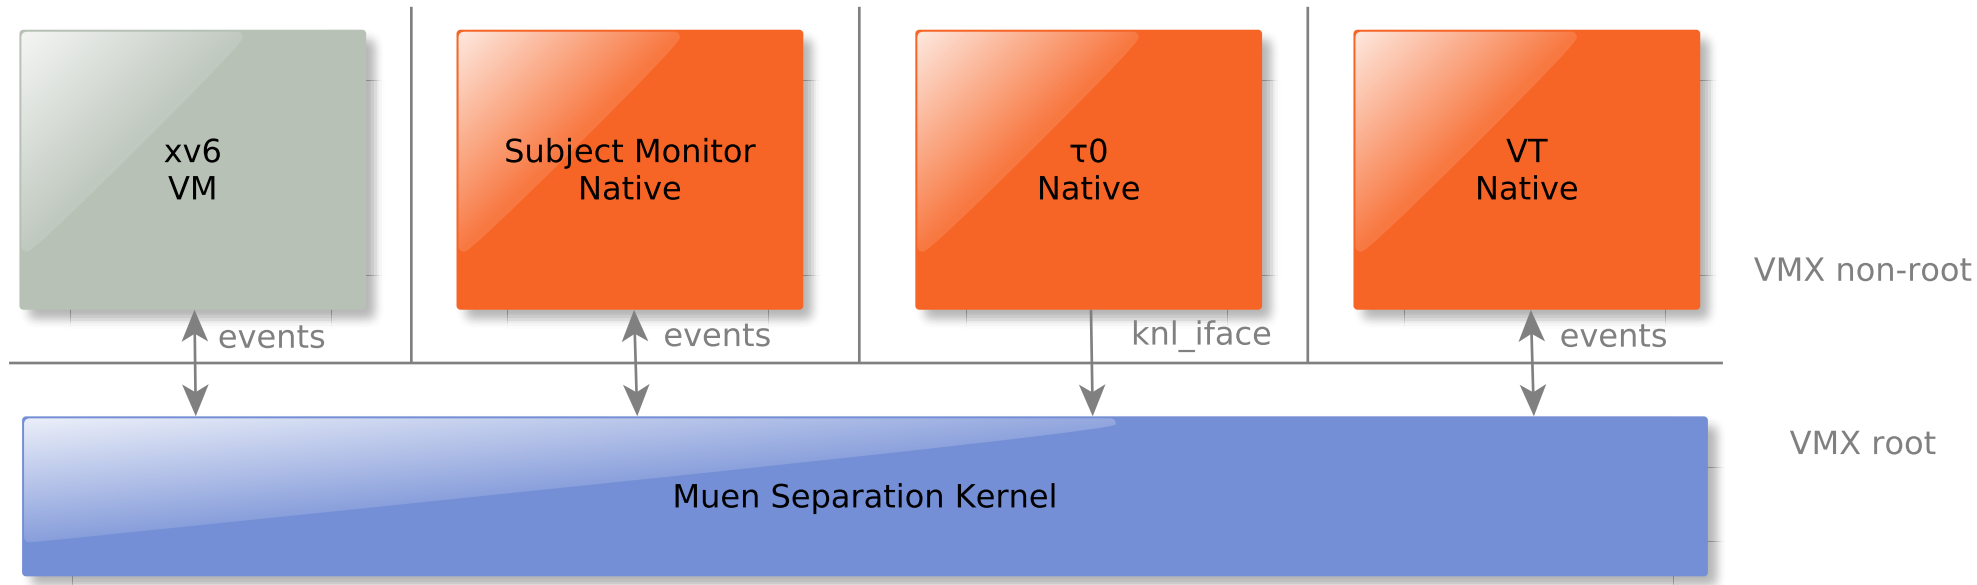 xv6
VM
Subject Monitor
Native
τ0
Native
VT
Native
VMX non-root
events
events
knl_iface
events
VMX root
Muen Separation Kernel